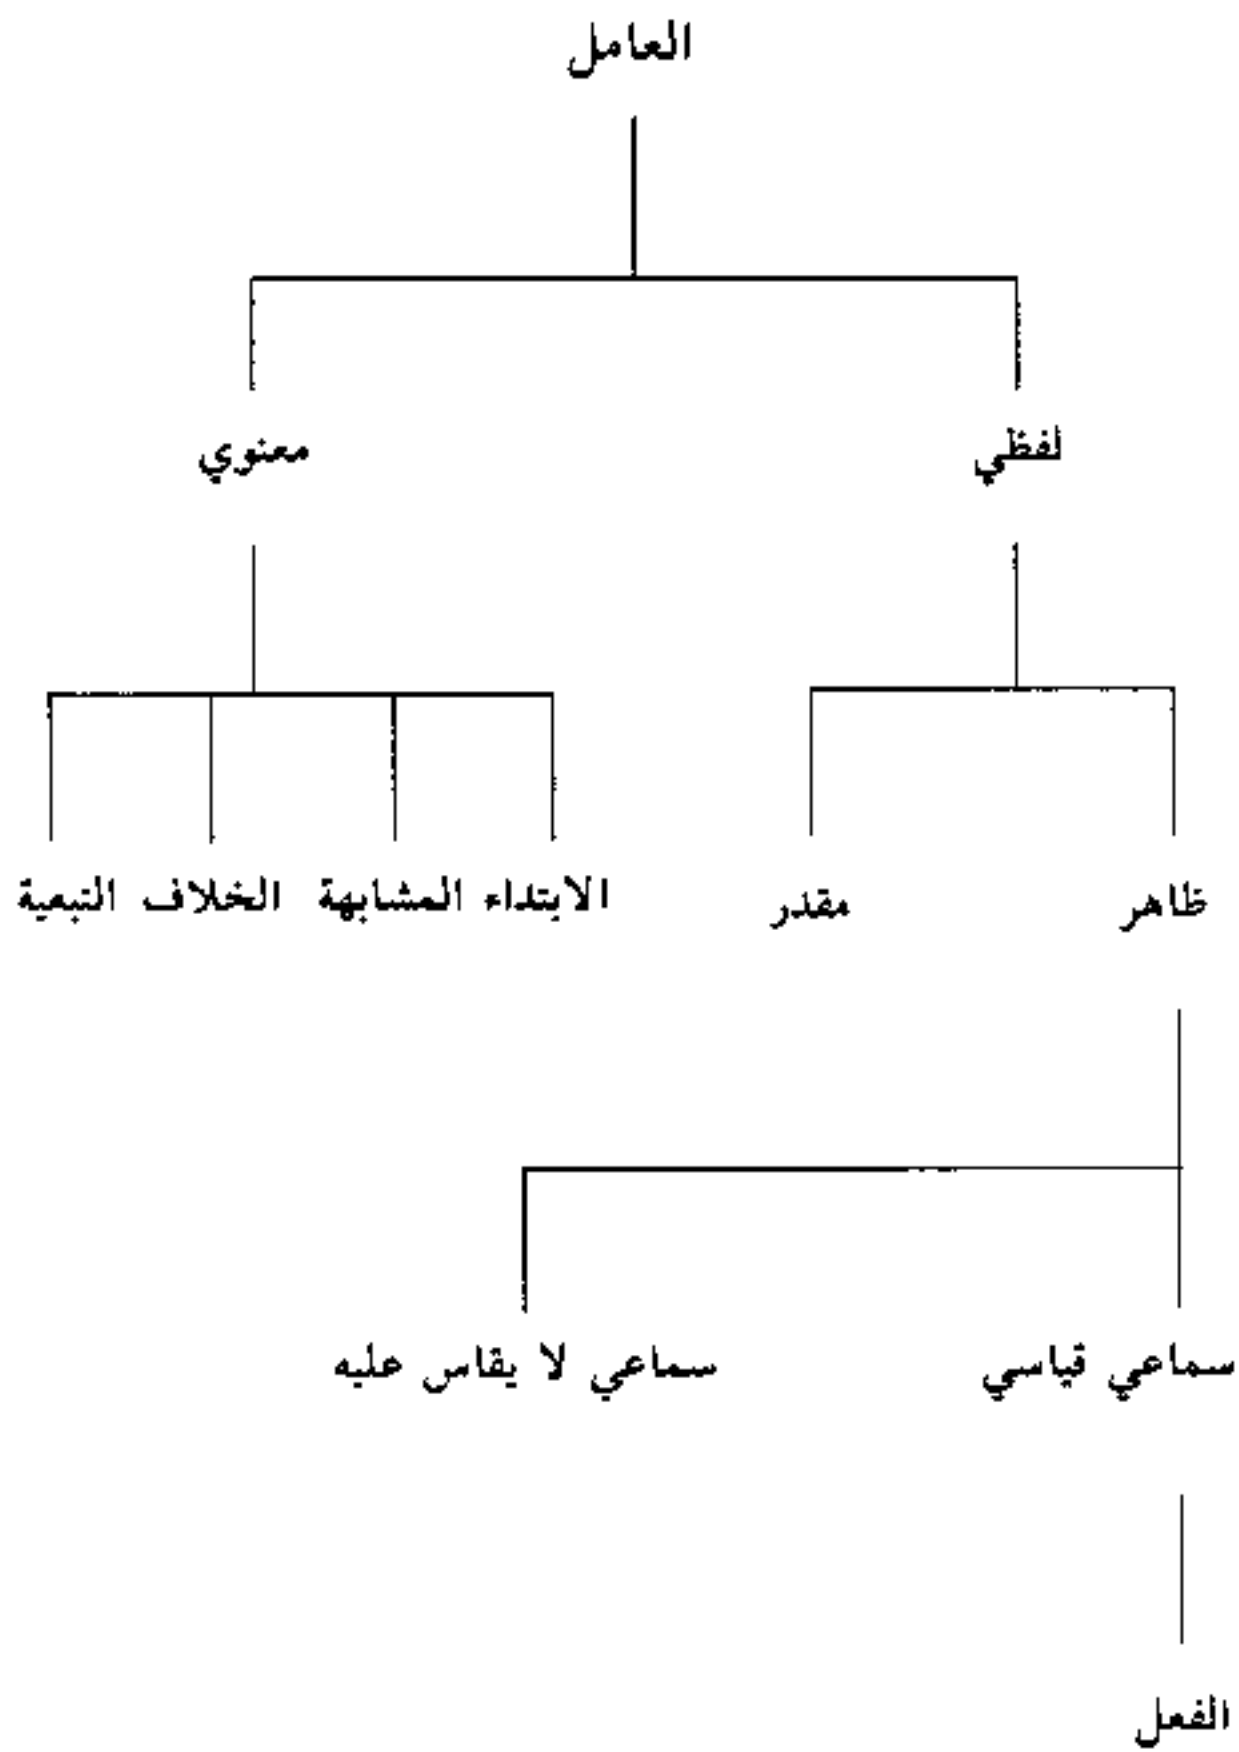 العامل
لفظي معنوي
ظاهر مقدر الابتداء المشابهة الخلاف التبعية
سماعي قياسي سماعي لا يقاس عليه
الفعل